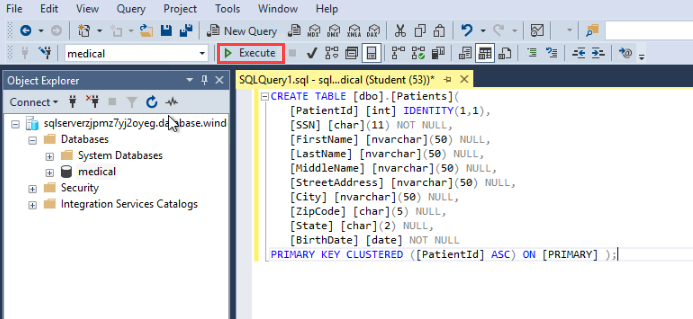 File Edit View Query Project Tools Window Help
New Query MDX DMX XMLA DAX
medical Execute
Object Explorer
SQLQuery1.sql - sql...dical (Student (53))*
Connect
sqlserverzjpmz7yj2oyeg.database.wind
Databases
System Databases
medical
Security
Integration Services Catalogs
CREATE TABLE [dbo].[Patients](
[PatientId] [int] IDENTITY(1,1),
[SSN] [char](11) NOT NULL,
[FirstName] [nvarchar](50) NULL,
[LastName] [nvarchar](50) NULL,
[MiddleName] [nvarchar](50) NULL,
[StreetAddress] [nvarchar](50) NULL,
[City] [nvarchar](50) NULL,
[ZipCode] [char](5) NULL,
[State] [char](2) NULL,
[BirthDate] [date] NOT NULL
PRIMARY KEY CLUSTERED ([PatientId] ASC) ON [PRIMARY] );